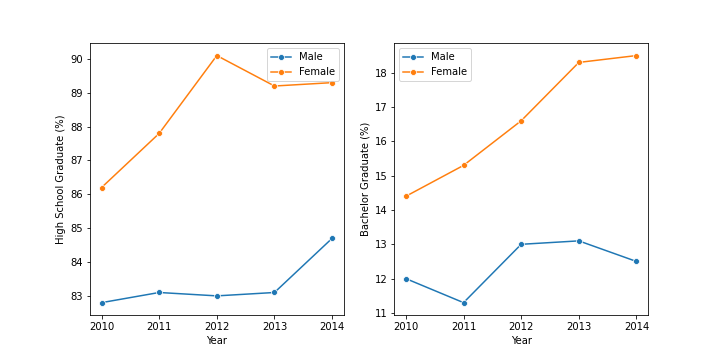 High School Graduate (%)
90
89
88
87
86
85
84
83
2010 2011 2012 2013 2014
Year
Male
Female
Bachelor Graduate (%)
18
17
16
15
14
13
12
11
2010 2011 2012 2013 2014
Year
Male
Female